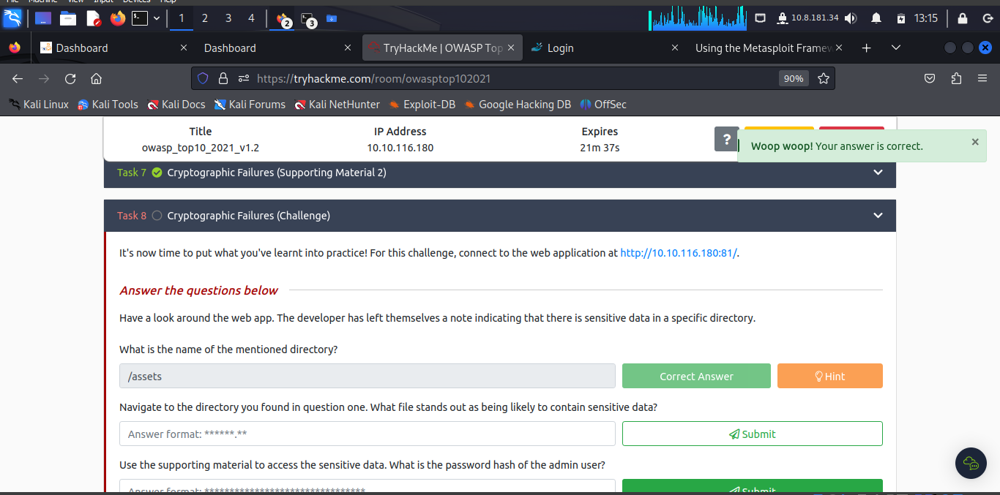 File Machine View Input Devices Help
1 2 3 4 2 3 10.8.181.34 13:15
Dashboard Dashboard TryHackMe | OWASP Top Login Using the Metasploit Framew
https://tryhackme.com/room/owasptop102021 90%
Kali Linux Kali Tools Kali Docs Kali Forums Kali NetHunter Exploit-DB Google Hacking DB OffSec
Title IP Address Expires
owasp_top10_2021_v1.2 10.10.116.180 21m 37s
?
Woop woop! Your answer is correct. ×
Task 7 Cryptographic Failures (Supporting Material 2)
Task 8 Cryptographic Failures (Challenge)
It's now time to put what you've learnt into practice! For this challenge, connect to the web application at http://10.10.116.180:81/.
Answer the questions below
Have a look around the web app. The developer has left themselves a note indicating that there is sensitive data in a specific directory.
What is the name of the mentioned directory?
/assets Correct Answer Hint
Navigate to the directory you found in question one. What file stands out as being likely to contain sensitive data?
Answer format: ******.** Submit
Use the supporting material to access the sensitive data. What is the password hash of the admin user?
Answer format: ******************************** Submit